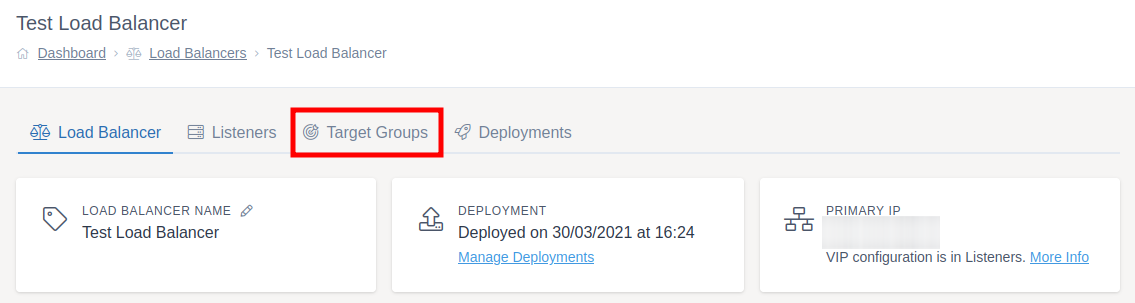 Test Load Balancer
Dashboard > Load Balancers > Test Load Balancer
Load Balancer Listeners Target Groups Deployments
LOAD BALANCER NAME
Test Load Balancer
DEPLOYMENT
Deployed on 30/03/2021 at 16:24
Manage Deployments
PRIMARY IP
VIP configuration is in Listeners. More Info